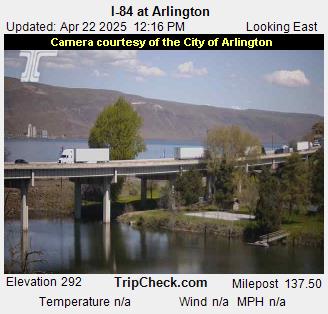 I-84 at Arlington
Updated: Apr 22 2025 12:16 PM Looking East
Camera courtesy of the City of Arlington
Elevation 292 TripCheck.com Milepost 137.50
Temperature n/a Wind n/a MPH n/a